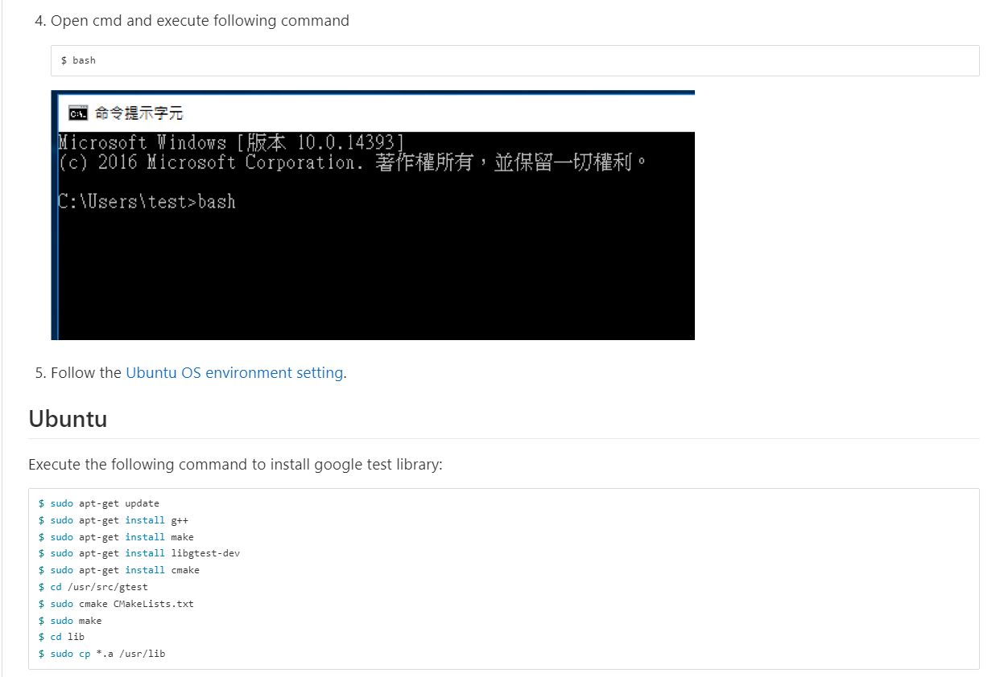 4. Open cmd and execute following command
$ bash
命令提示字元
Microsoft Windows [版本 10.0.14393]
(c) 2016 Microsoft Corporation. 著作權所有，並保留一切權利。
C:\Users\test>bash
5. Follow the Ubuntu OS environment setting.
Ubuntu
Execute the following command to install google test library:
$ sudo apt-get update
$ sudo apt-get install g++
$ sudo apt-get install make
$ sudo apt-get install libgtest-dev
$ sudo apt-get install cmake
$ cd /usr/src/gtest
$ sudo cmake CMakeLists.txt
$ sudo make
$ cd lib
$ sudo cp *.a /usr/lib